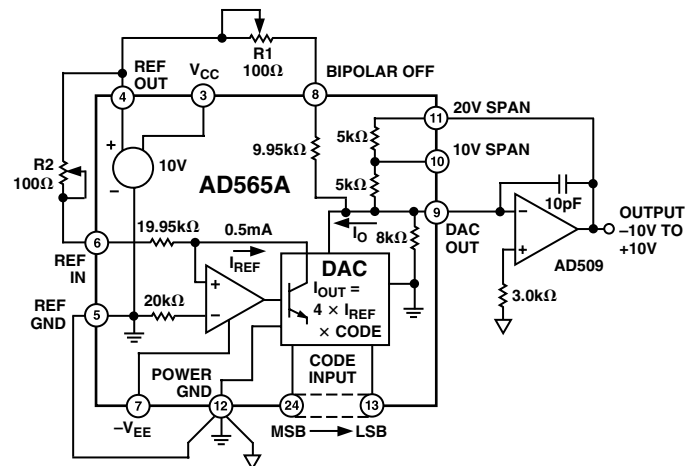 R1
100Ω
REF
OUT
VCC
BIPOLAR OFF
4
3
8
11
20V SPAN
5kΩ
10
10V SPAN
9.95kΩ
5kΩ
R2
100Ω
+
10V
–
AD565A
9
DAC
OUT
10pF
–
+
AD509
OUTPUT
–10V TO
+10V
3.0kΩ
6
REF
IN
19.95kΩ
0.5mA
IREF
IO
8kΩ
DAC
IOUT =
4 × IREF
× CODE
+
–
REF
GND
5
20kΩ
POWER
GND
CODE
INPUT
7
–VEE
12
24
13
MSB
LSB